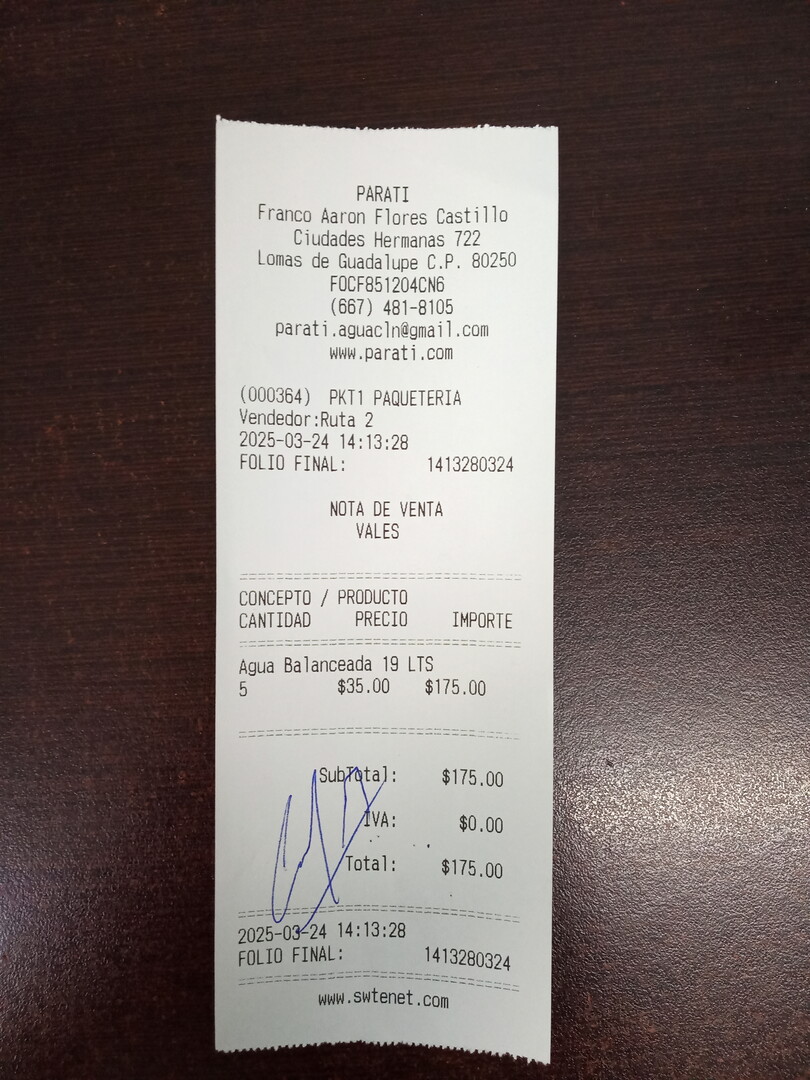 PARATI
Franco Aaron Flores Castillo
Ciudades Hermanas 722
Lomas de Guadalupe C.P. 80250
FOCF851204CN6
(667) 481-8105
parati.aguacln@gmail.com
www.parati.com
(000364) PKT1 PAQUETERIA
Vendedor:Ruta 2
2025-03-24 14:13:28
FOLIO FINAL: 1413280324
NOTA DE VENTA
VALES
CONCEPTO / PRODUCTO
CANTIDAD PRECIO IMPORTE
Agua Balanceada 19 LTS
5 $35.00 $175.00
SubTotal: $175.00
IVA: $0.00
Total: $175.00
2025-03-24 14:13:28
FOLIO FINAL: 1413280324
www.swtenet.com